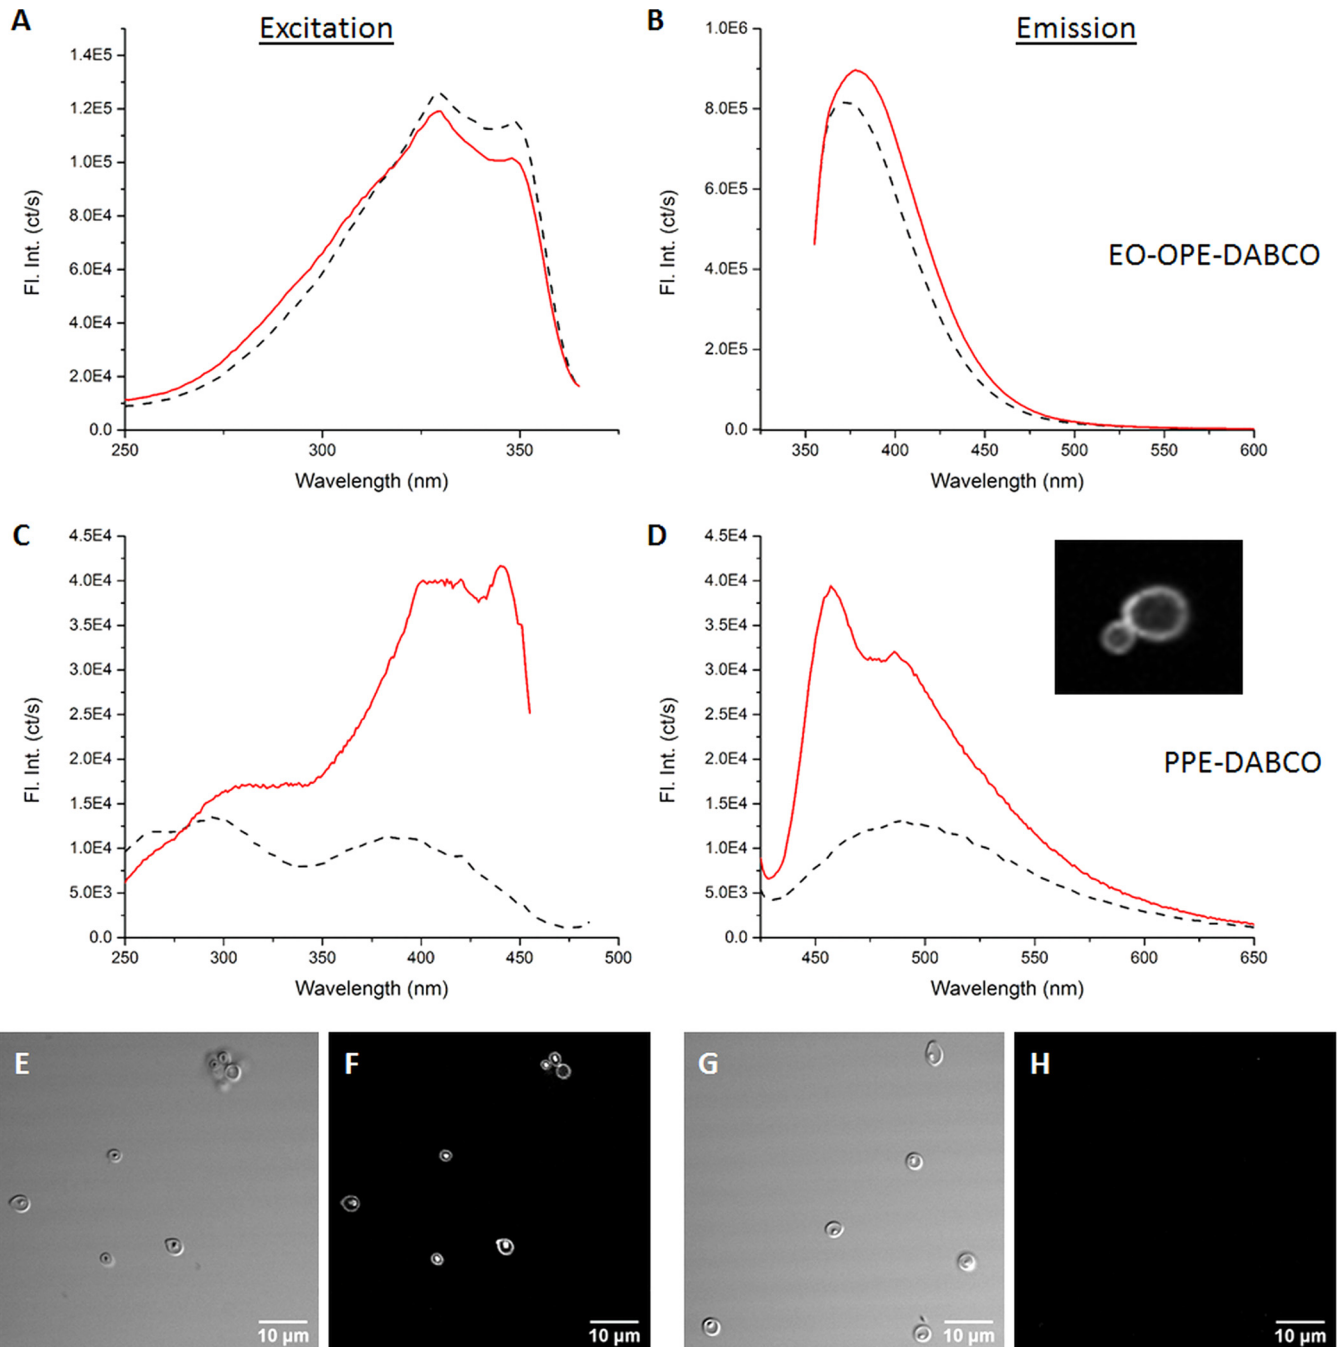 A
Excitation
B
Emission
1.4E5
1.2E5
1.0E5
8.0E4
6.0E4
4.0E4
2.0E4
0.0
Fl. Int. (ct/s)
250
300
350
Wavelength (nm)
1.0E6
8.0E5
6.0E5
4.0E5
2.0E5
0.0
Fl. Int. (ct/s)
350
400
450
500
550
600
Wavelength (nm)
EO-OPE-DABCO
C
4.5E4
4.0E4
3.5E4
3.0E4
2.5E4
2.0E4
1.5E4
1.0E4
5.0E3
0.0
Fl. Int. (ct/s)
250
300
350
400
450
500
Wavelength (nm)
D
4.5E4
4.0E4
3.5E4
3.0E4
2.5E4
2.0E4
1.5E4
1.0E4
5.0E3
0.0
Fl. Int. (ct/s)
450
500
550
600
650
Wavelength (nm)
PPE-DABCO
E
10 µm
F
10 µm
G
10 µm
H
10 µm